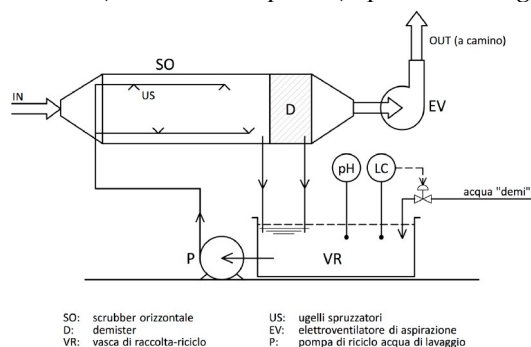 OUT (a camino)
SO
IN
US
D
EV
pH
LC
acqua "demi"
P
VR
SO: scrubber orizzontale
D: demister
VR: vasca di raccolta-riciclo
US: ugelli spruzzatori
EV: elettroventilatore di aspirazione
P: pompa di riciclo acqua di lavaggio